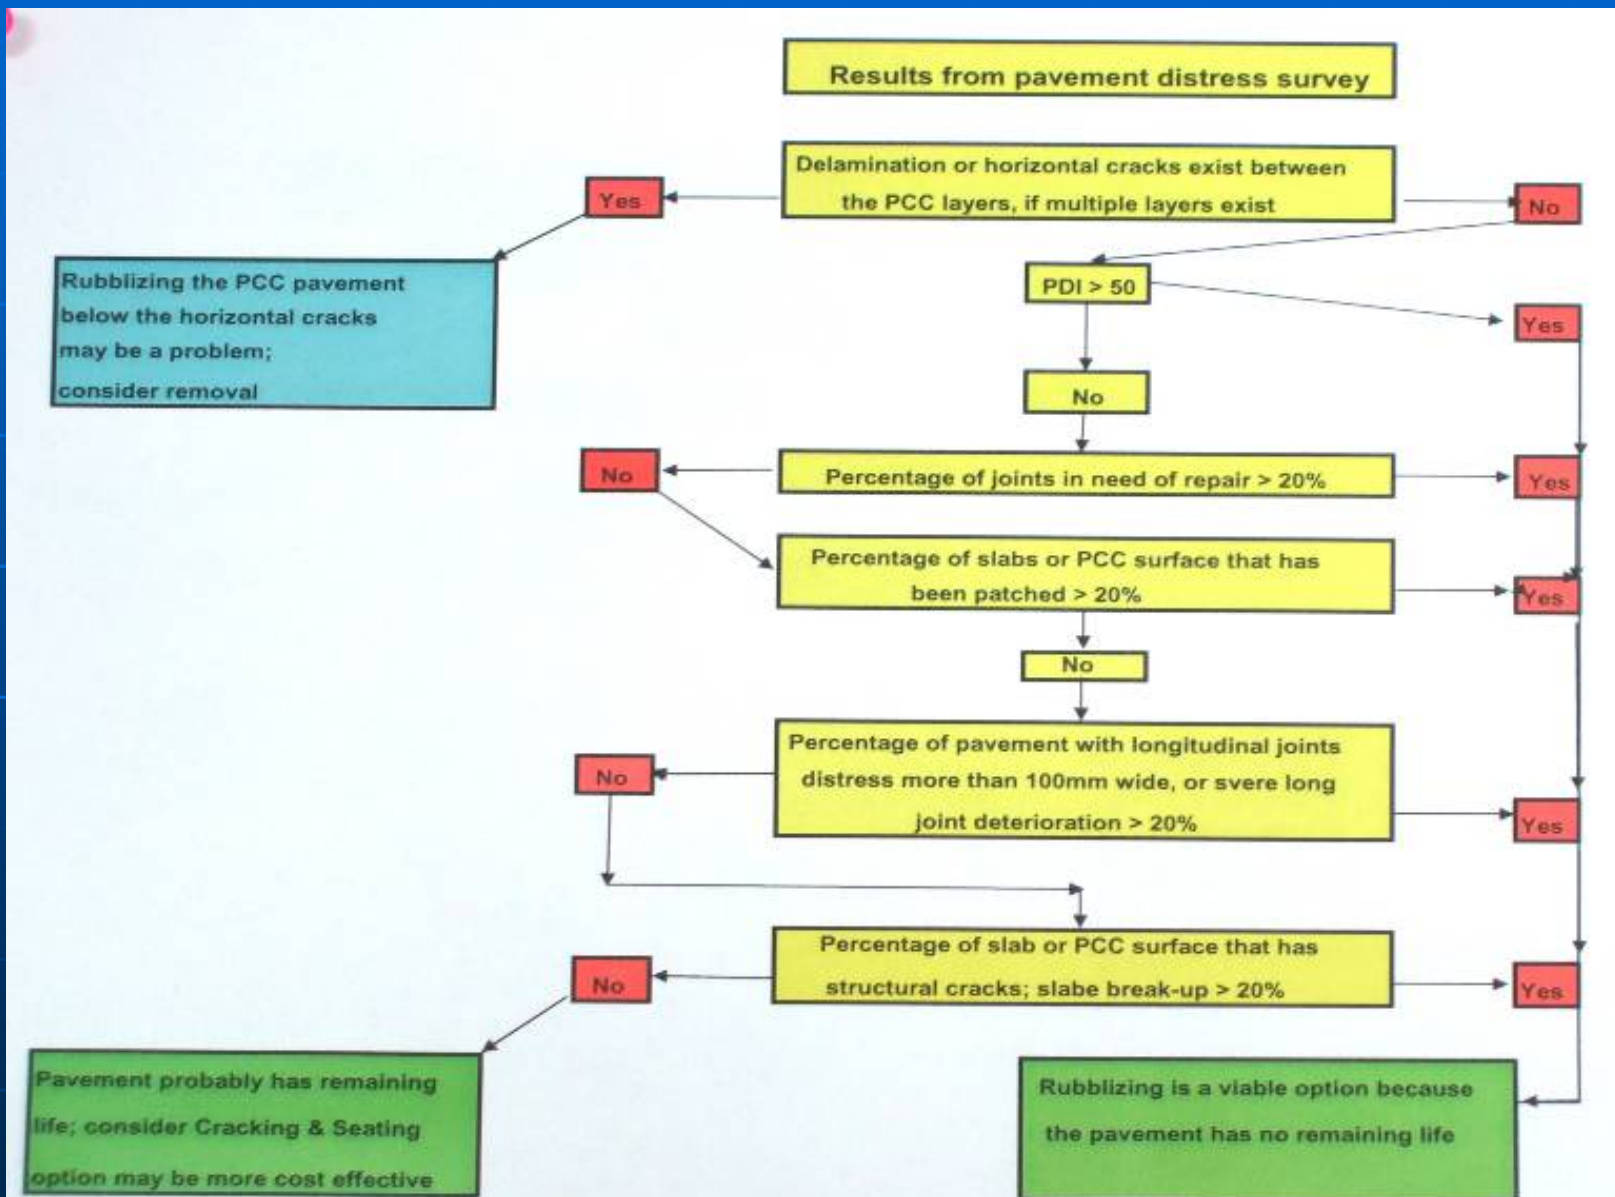 Results from pavement distress survey
Delamination or horizontal cracks exist between
the PCC layers, if multiple layers exist
Yes
No
Rubblizing the PCC pavement
below the horizontal cracks
may be a problem;
consider removal
PDI > 50
Yes
No
No
Percentage of joints in need of repair > 20%
Yes
Percentage of slabs or PCC surface that has
been patched > 20%
Yes
No
Percentage of pavement with longitudinal joints
distress more than 100mm wide, or svere long
joint deterioration > 20%
No
Yes
Percentage of slab or PCC surface that has
structural cracks; slabe break-up > 20%
No
Yes
Pavement probably has remaining
life; consider Cracking & Seating
option may be more cost effective
Rubblizing is a viable option because
the pavement has no remaining life